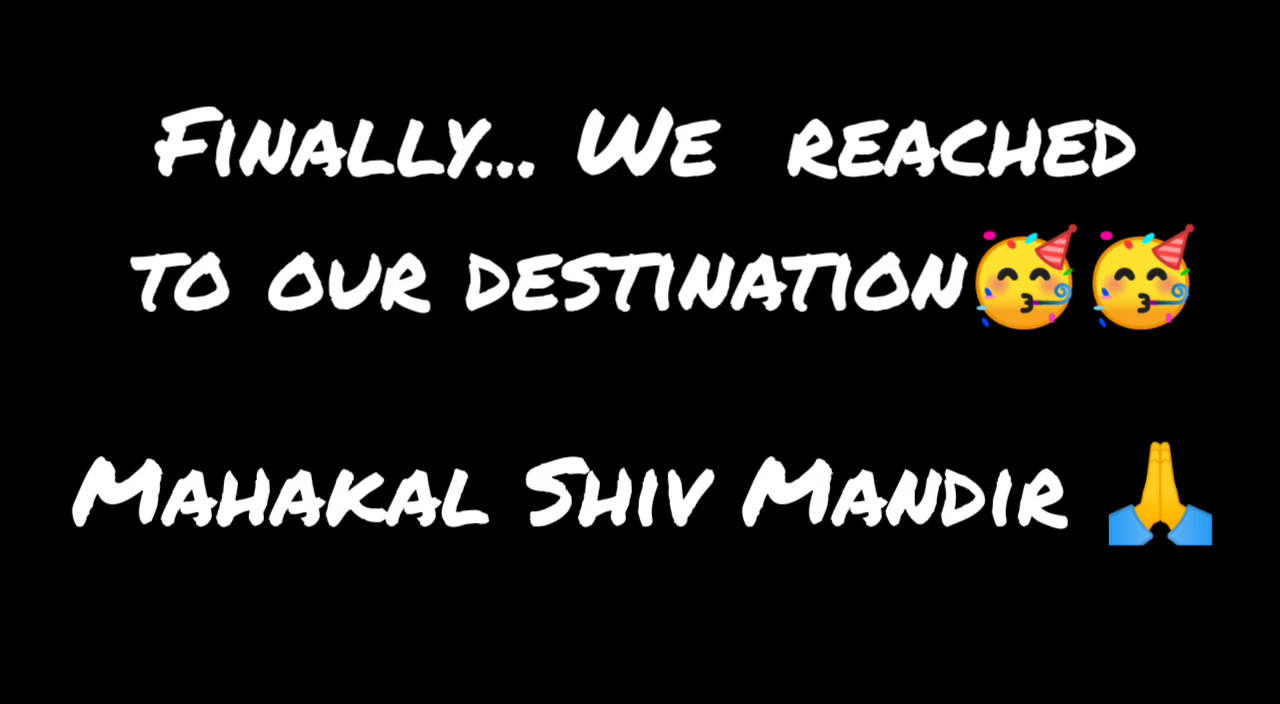 Finally... We reached
to our destination🥳🥳
Mahakal Shiv Mandir 🙏